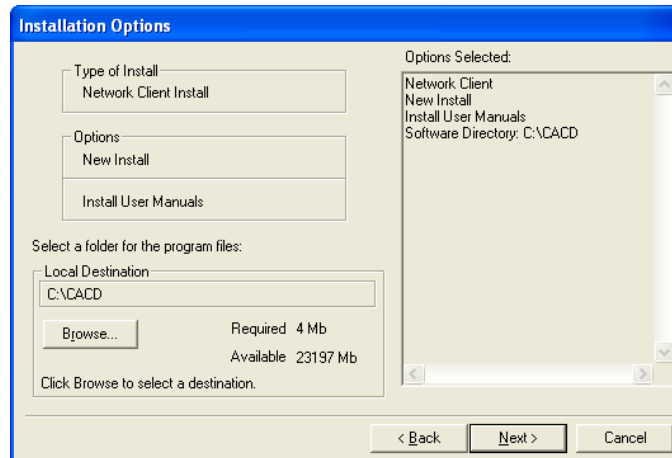 Installation Options
Type of Install
Network Client Install
Options
New Install
Install User Manuals
Select a folder for the program files:
Local Destination
C:\CACD
Browse...
Required 4 Mb
Available 23197 Mb
Click Browse to select a destination.
Options Selected:
Network Client
New Install
Install User Manuals
Software Directory: C:\CACD
< Back
Next >
Cancel